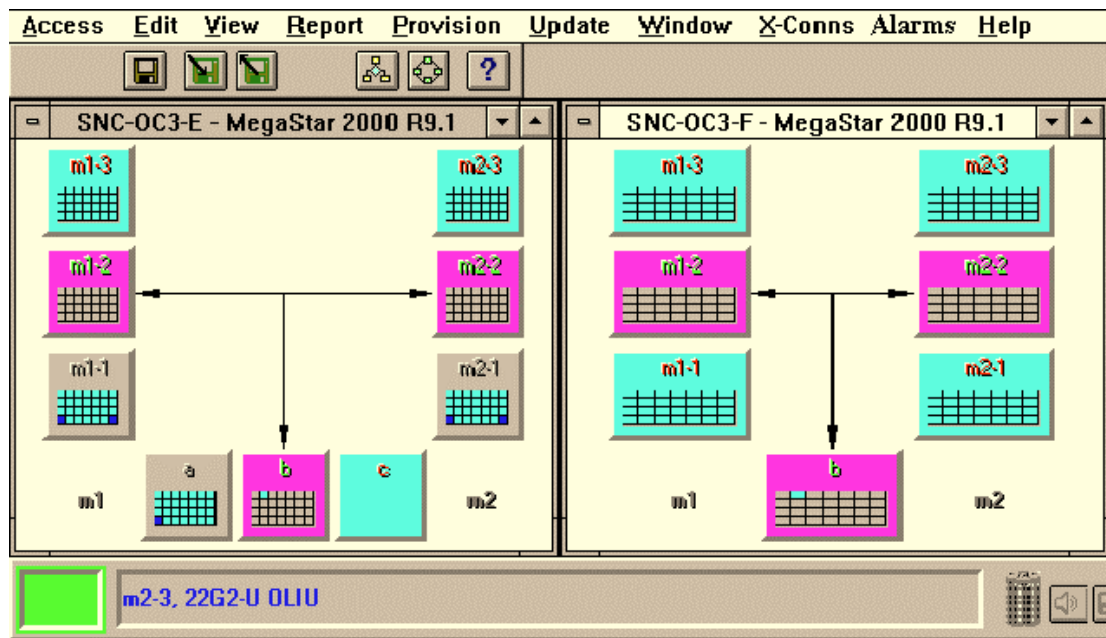 Access Edit View Report Provision Update Window X-Conns Alarms Help
?
SNC-OC3-E - MegaStar 2000 R9.1
m1-3 m2-3
m1-2 m2-2
m1-1 m2-1
a b c
m1 m2
SNC-OC3-F - MegaStar 2000 R9.1
m1-3 m2-3
m1-2 m2-2
m1-1 m2-1
b
m1 m2
m2-3, 22G2-U OLIU